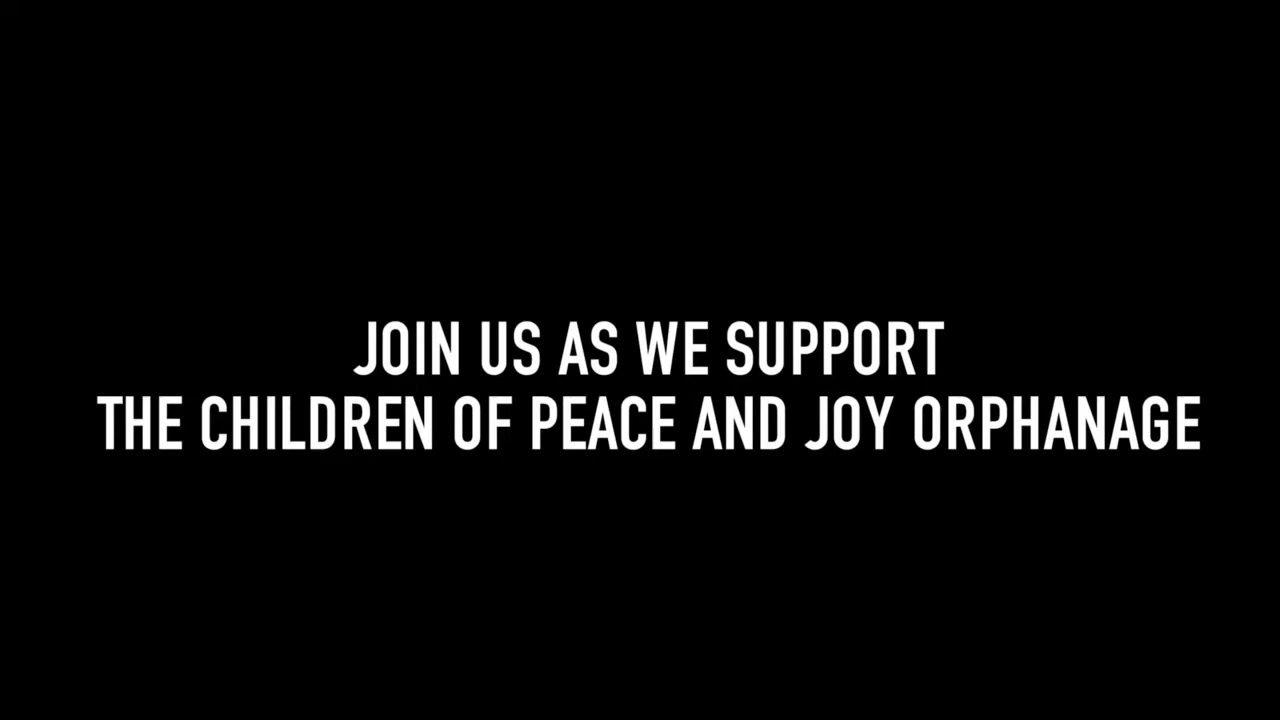 JOIN US AS WE SUPPORT
THE CHILDREN OF PEACE AND JOY ORPHANAGE